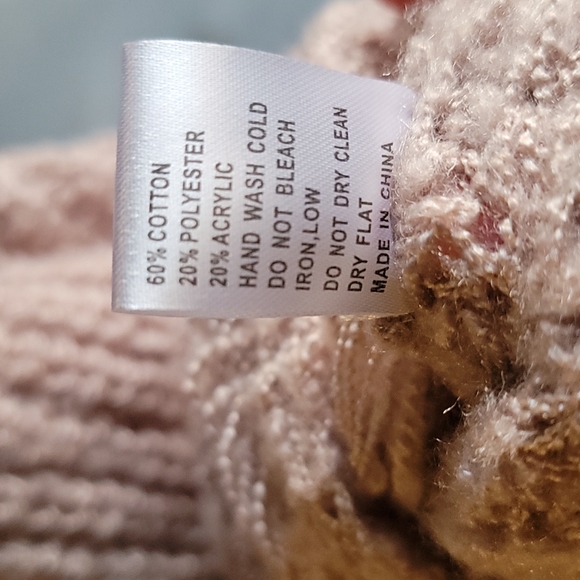 60% COTTON
20% POLYESTER
20% ACRYLIC
HAND WASH COLD
DO NOT BLEACH
IRON,LOW
DO NOT DRY CLEAN
DRY FLAT
MADE IN CHINA